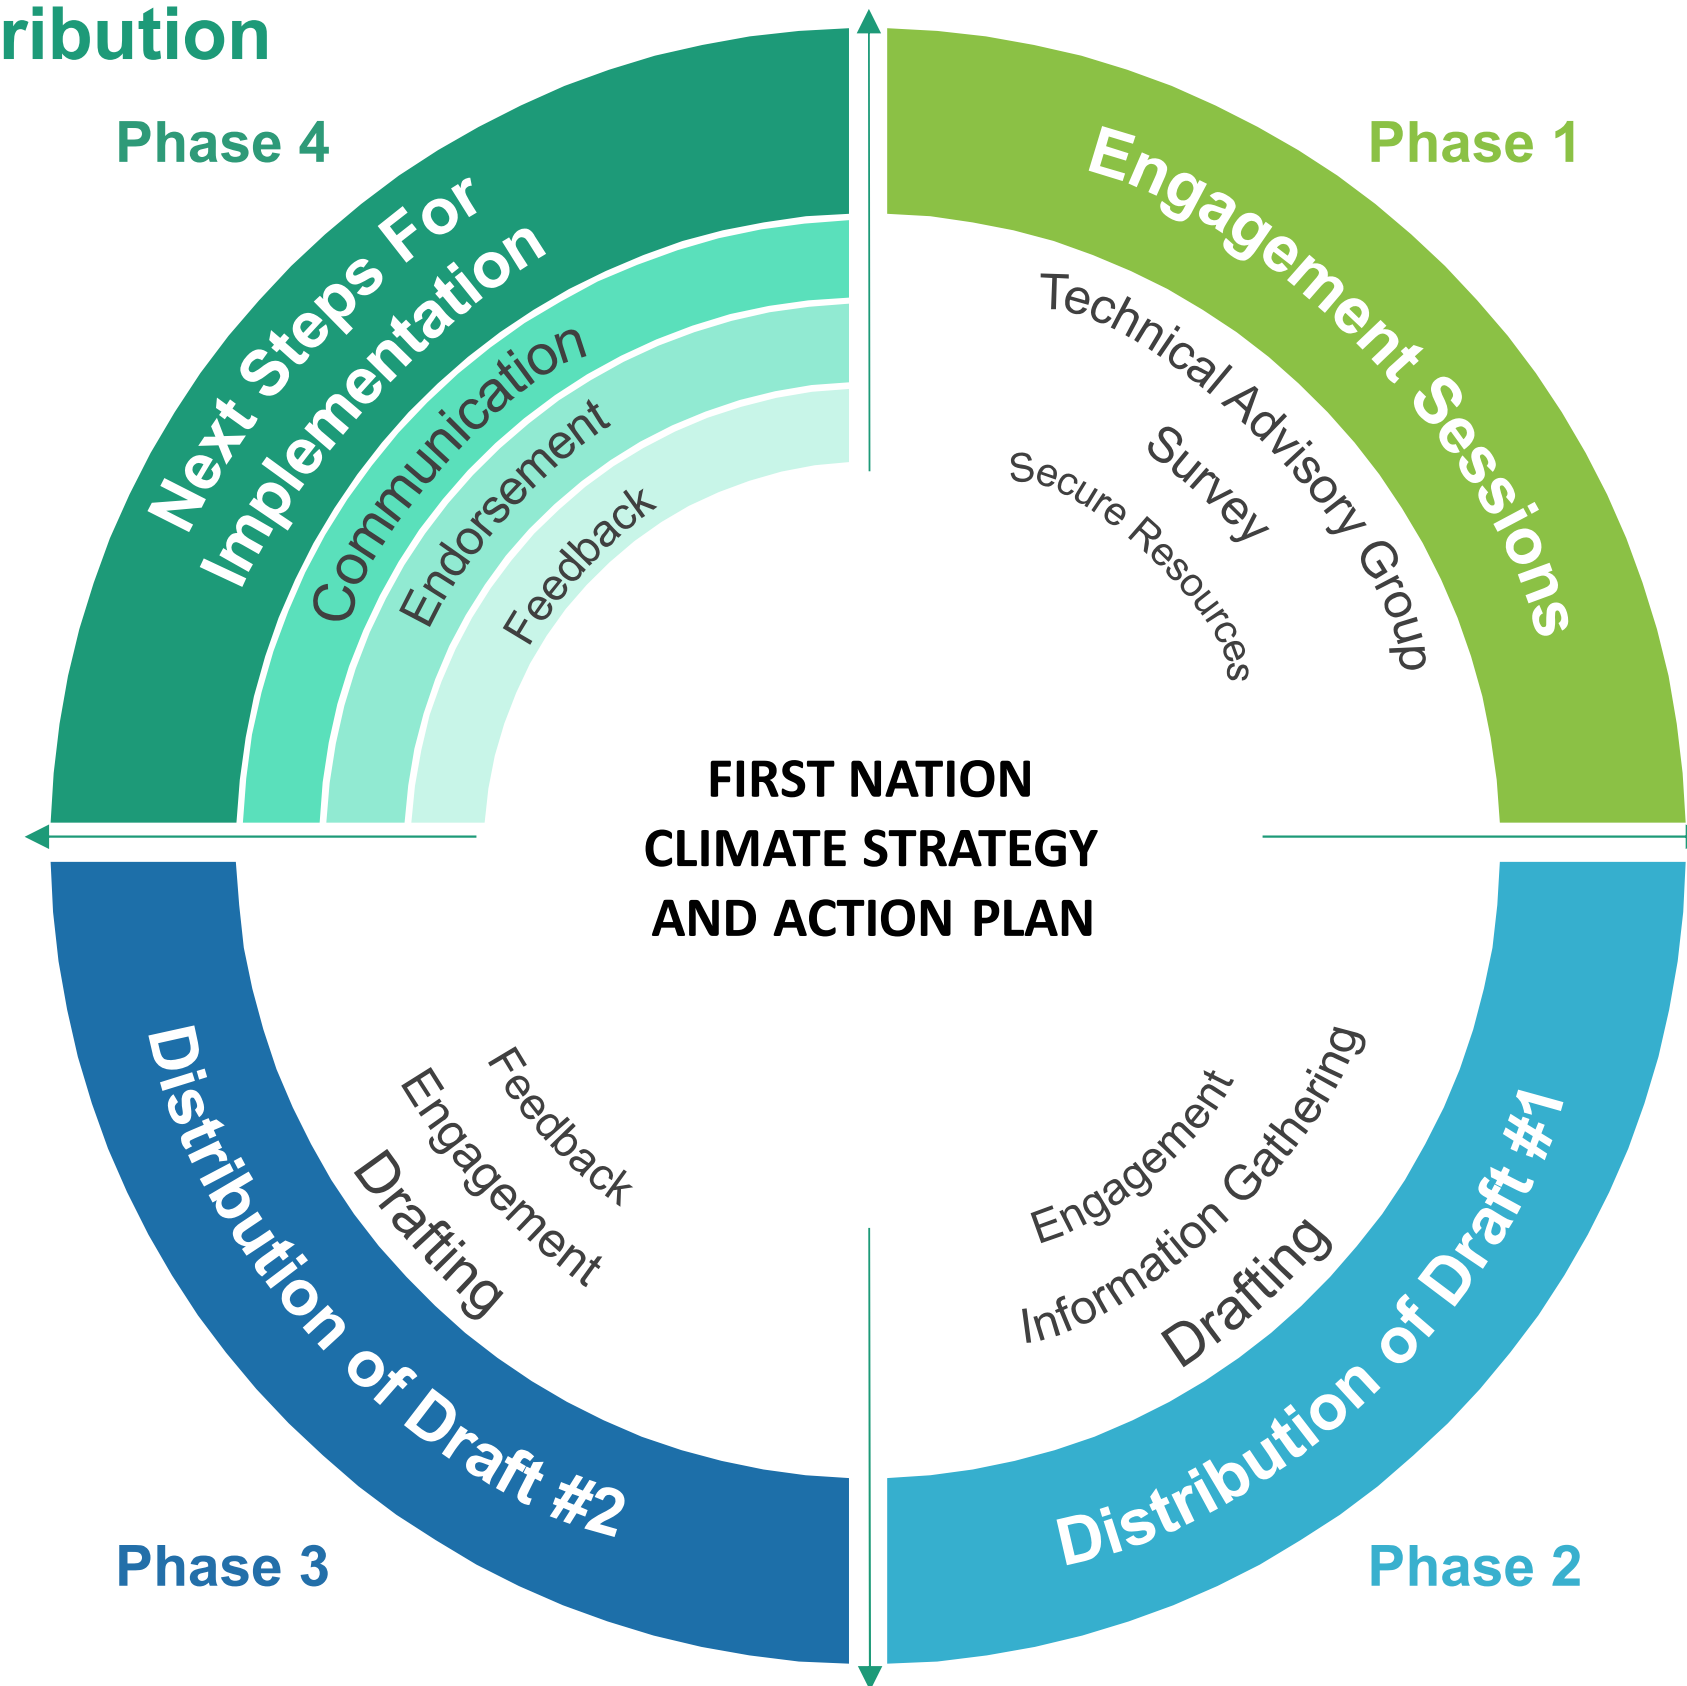 ribution
Phase 4
Next Steps For
Implementation
Communication
Endorsement
Feedback
Phase 1
Engagement Sessions
Technical Advisory Group
Survey
Secure Resources
FIRST NATION
CLIMATE STRATEGY
AND ACTION PLAN
Feedback
Engagement
Drafting
Distribution of Draft #2
Phase 3
Engagement
Information Gathering
Drafting
Distribution of Draft #1
Phase 2